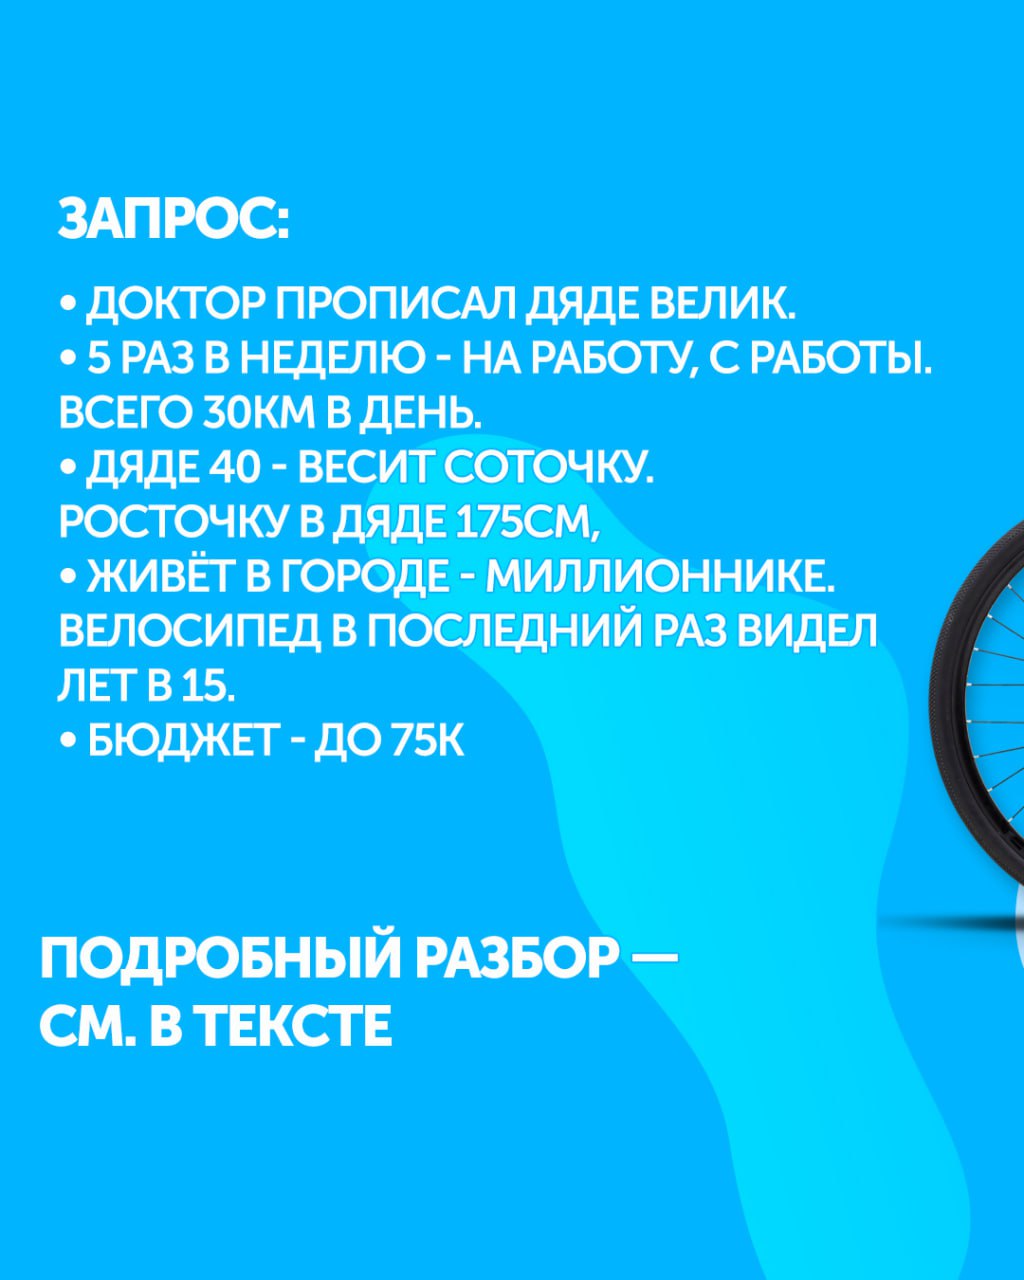 ЗАПРОС:
• ДОКТОР ПРОПИСАЛ ДЯДЕ ВЕЛИК.
• 5 РАЗ В НЕДЕЛЮ - НА РАБОТУ, С РАБОТЫ.
ВСЕГО 30КМ В ДЕНЬ.
• ДЯДЕ 40 - ВЕСИТ СОТОЧКУ.
РОСТОЧКУ В ДЯДЕ 175СМ,
• ЖИВЁТ В ГОРОДЕ - МИЛЛИОННИКЕ.
ВЕЛОСИПЕД В ПОСЛЕДНИЙ РАЗ ВИДЕЛ
ЛЕТ В 15.
• БЮДЖЕТ - ДО 75К
ПОДРОБНЫЙ РАЗБОР —
СМ. В ТЕКСТЕ